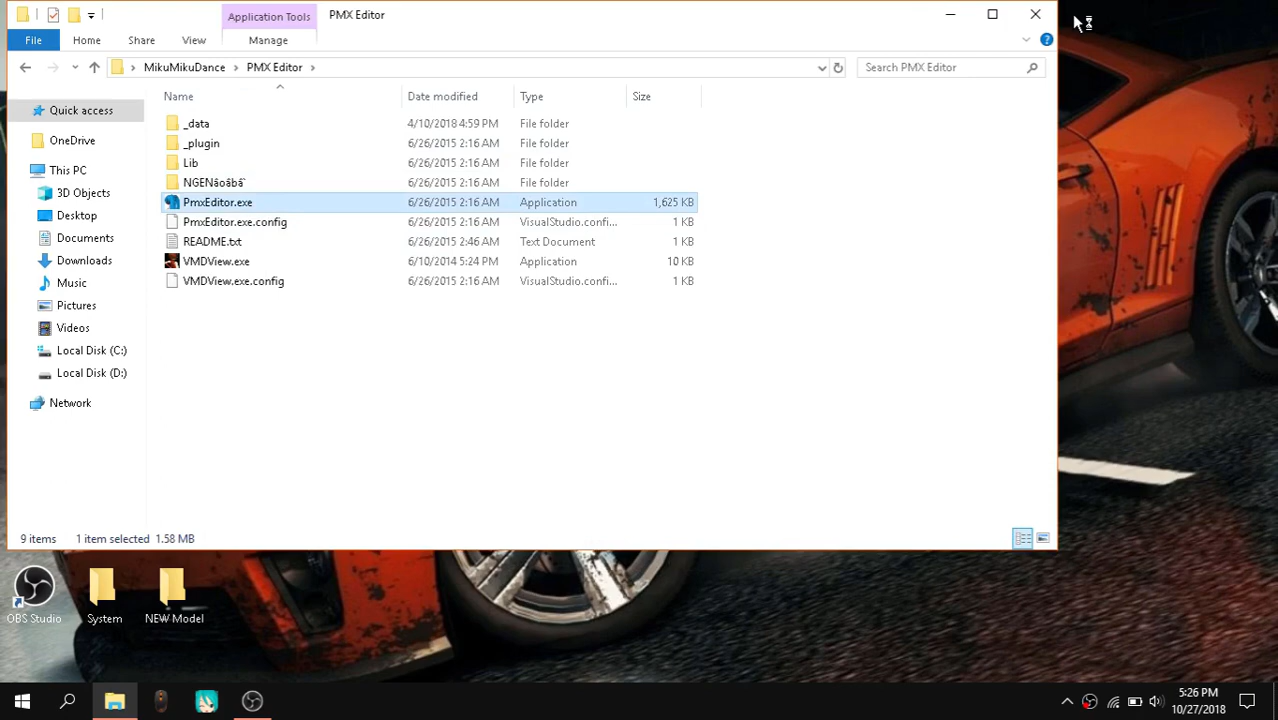 Application Tools PMX Editor
File Home Share View Manage
MikuMikuDance PMX Editor Search PMX Editor
Name Date modified Type Size
Quick access
OneDrive
This PC
3D Objects
Desktop
Documents
Downloads
Music
Pictures
Videos
Local Disk (C:)
Local Disk (D:)
Network
_data 4/10/2018 4:59 PM File folder
_plugin 6/26/2015 2:16 AM File folder
Lib 6/26/2015 2:16 AM File folder
6/26/2015 2:16 AM File folder
PmxEditor.exe 6/26/2015 2:16 AM Application 1,625 KB
PmxEditor.exe.config 6/26/2015 2:16 AM VisualStudio.confi... 1 KB
README.txt 6/26/2015 2:46 AM Text Document 1 KB
VMDView.exe 6/10/2014 5:24 PM Application 10 KB
VMDView.exe.config 6/26/2015 2:16 AM VisualStudio.confi... 1 KB
9 items 1 item selected 1.58 MB
OBS Studio System NEW Model
5:26 PM
10/27/2018